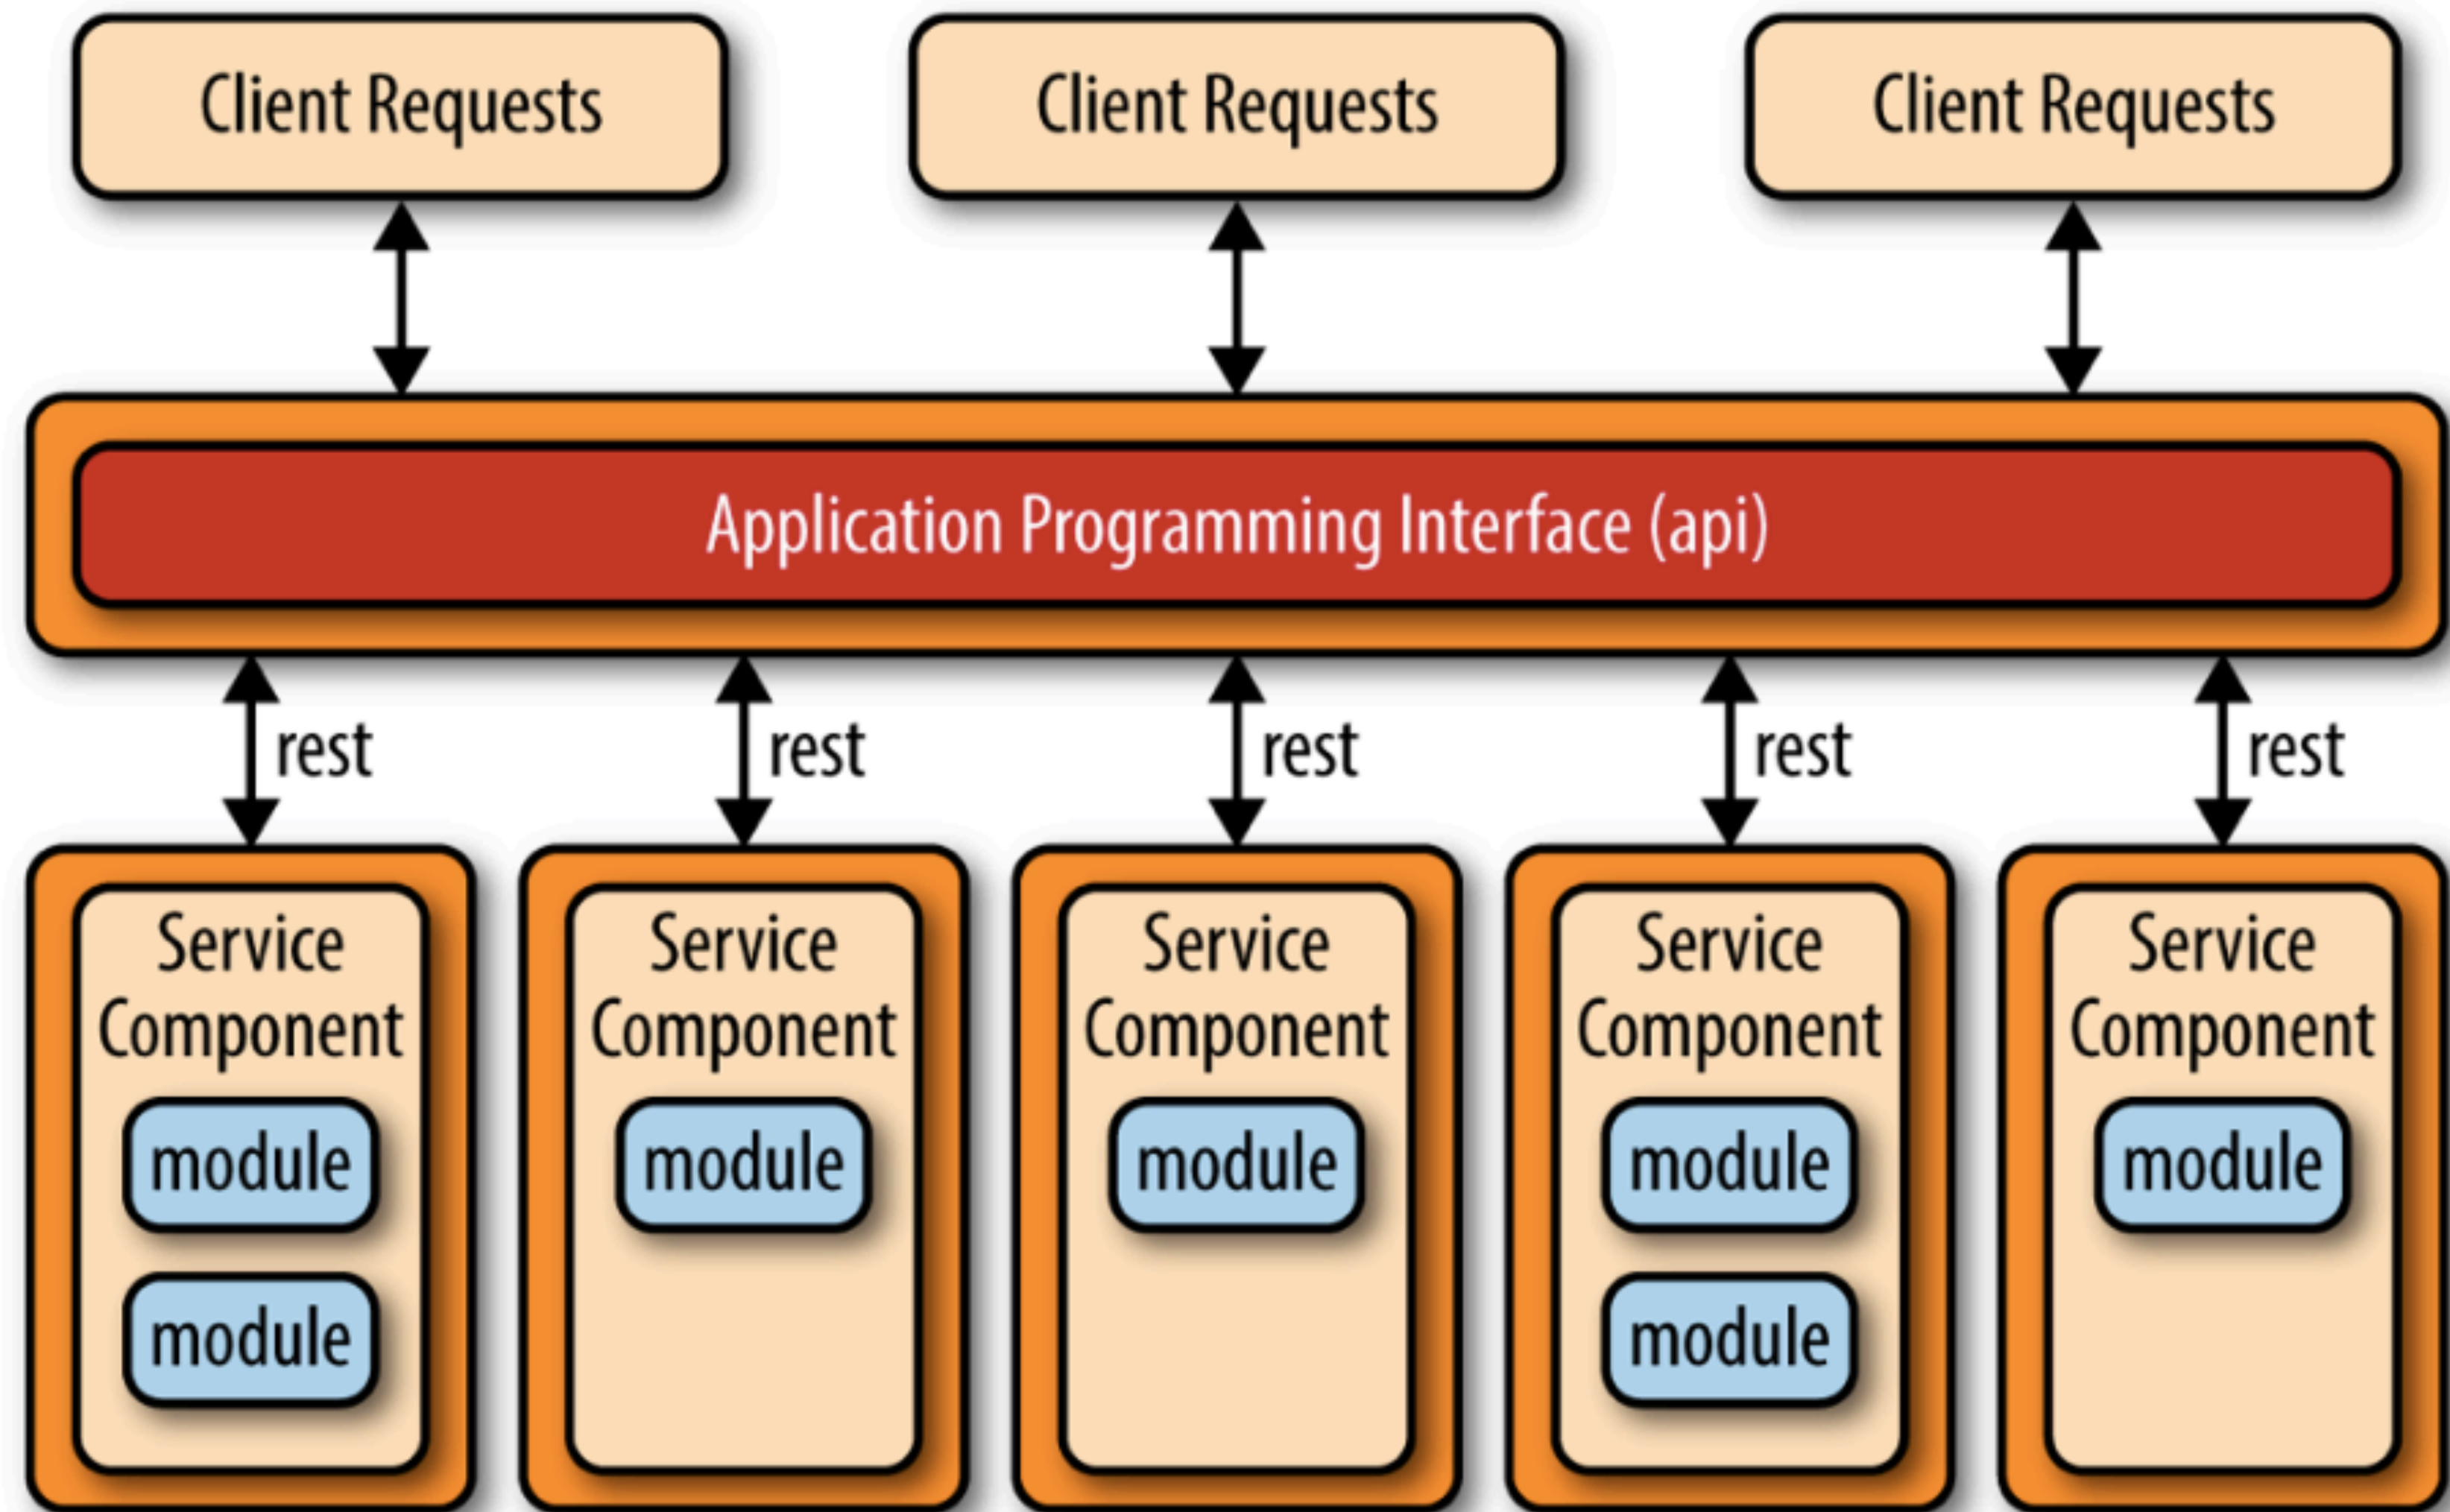 Client Requests
Client Requests
Client Requests
Application Programming Interface (api)
rest
rest
rest
rest
rest
Service
Component
module
module
Service
Component
module
Service
Component
module
Service
Component
module
module
Service
Component
module